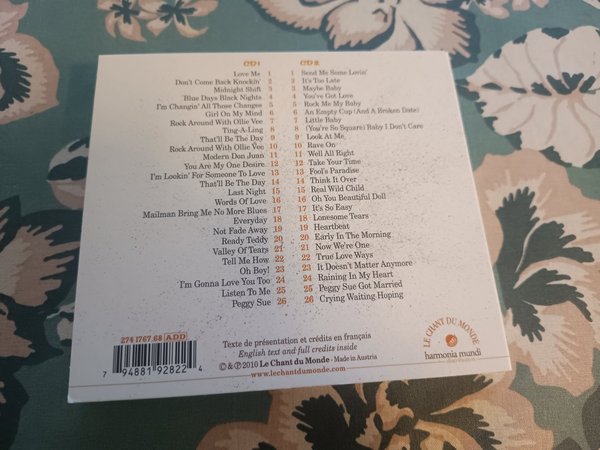 CD 1
Love Me 1
Don't Come Back Knockin' 2
Midnight Shift 3
Blue Days Black Nights 4
I'm Changin' All Those Changes 5
Girl On My Mind 6
Rock Around With Ollie Vee 7
Ting-A-Ling 8
That'll Be The Day 9
Rock Around With Ollie Vee 10
Modern Don Juan 11
You Are My One Desire 12
I'm Lookin' For Someone To Love 13
That'll Be The Day 14
Last Night 15
Words Of Love 16
Mailman Bring Me No More Blues 17
Everyday 18
Not Fade Away 19
Ready Teddy 20
Valley Of Tears 21
Tell Me How 22
Oh Boy! 23
I'm Gonna Love You Too 24
Listen To Me 25
Peggy Sue 26
CD 2
1 Send Me Some Lovin'
2 It's Too Late
3 Maybe Baby
4 You've Got Love
5 Rock Me My Baby
6 An Empty Cup (And A Broken Date)
7 Little Baby
8 (You're So Square) Baby I Don't Care
9 Look At Me
10 Rave On
11 Well All Right
12 Take Your Time
13 Fool's Paradise
14 Think It Over
15 Real Wild Child
16 Oh You Beautiful Doll
17 It's So Easy
18 Lonesome Tears
19 Heartbeat
20 Early In The Morning
21 Now We're One
22 True Love Ways
23 It Doesn't Matter Anymore
24 Raining In My Heart
25 Peggy Sue Got Married
26 Crying Waiting Hoping
274 1767.68 ADD
7 94881 92822 4
Texte de présentation et crédits en français
English text and full credits inside
© & ℗ 2010 Le Chant du Monde - Made in Austria
www.lechantdumonde.com
LE CHANT DU MONDE
harmonia mundi